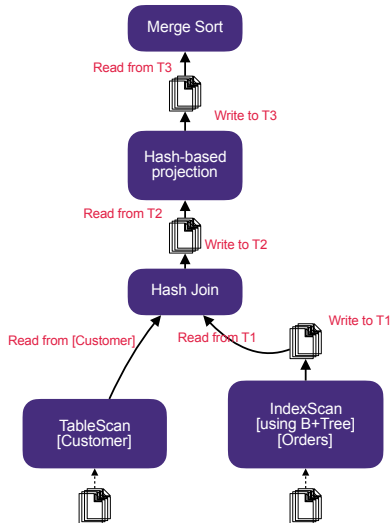 Merge Sort
Read from T3
Write to T3
Hash-based
projection
Read from T2
Write to T2
Hash Join
Read from [Customer]
Read from T1
Write to T1
TableScan
[Customer]
IndexScan
[using B+Tree]
[Orders]